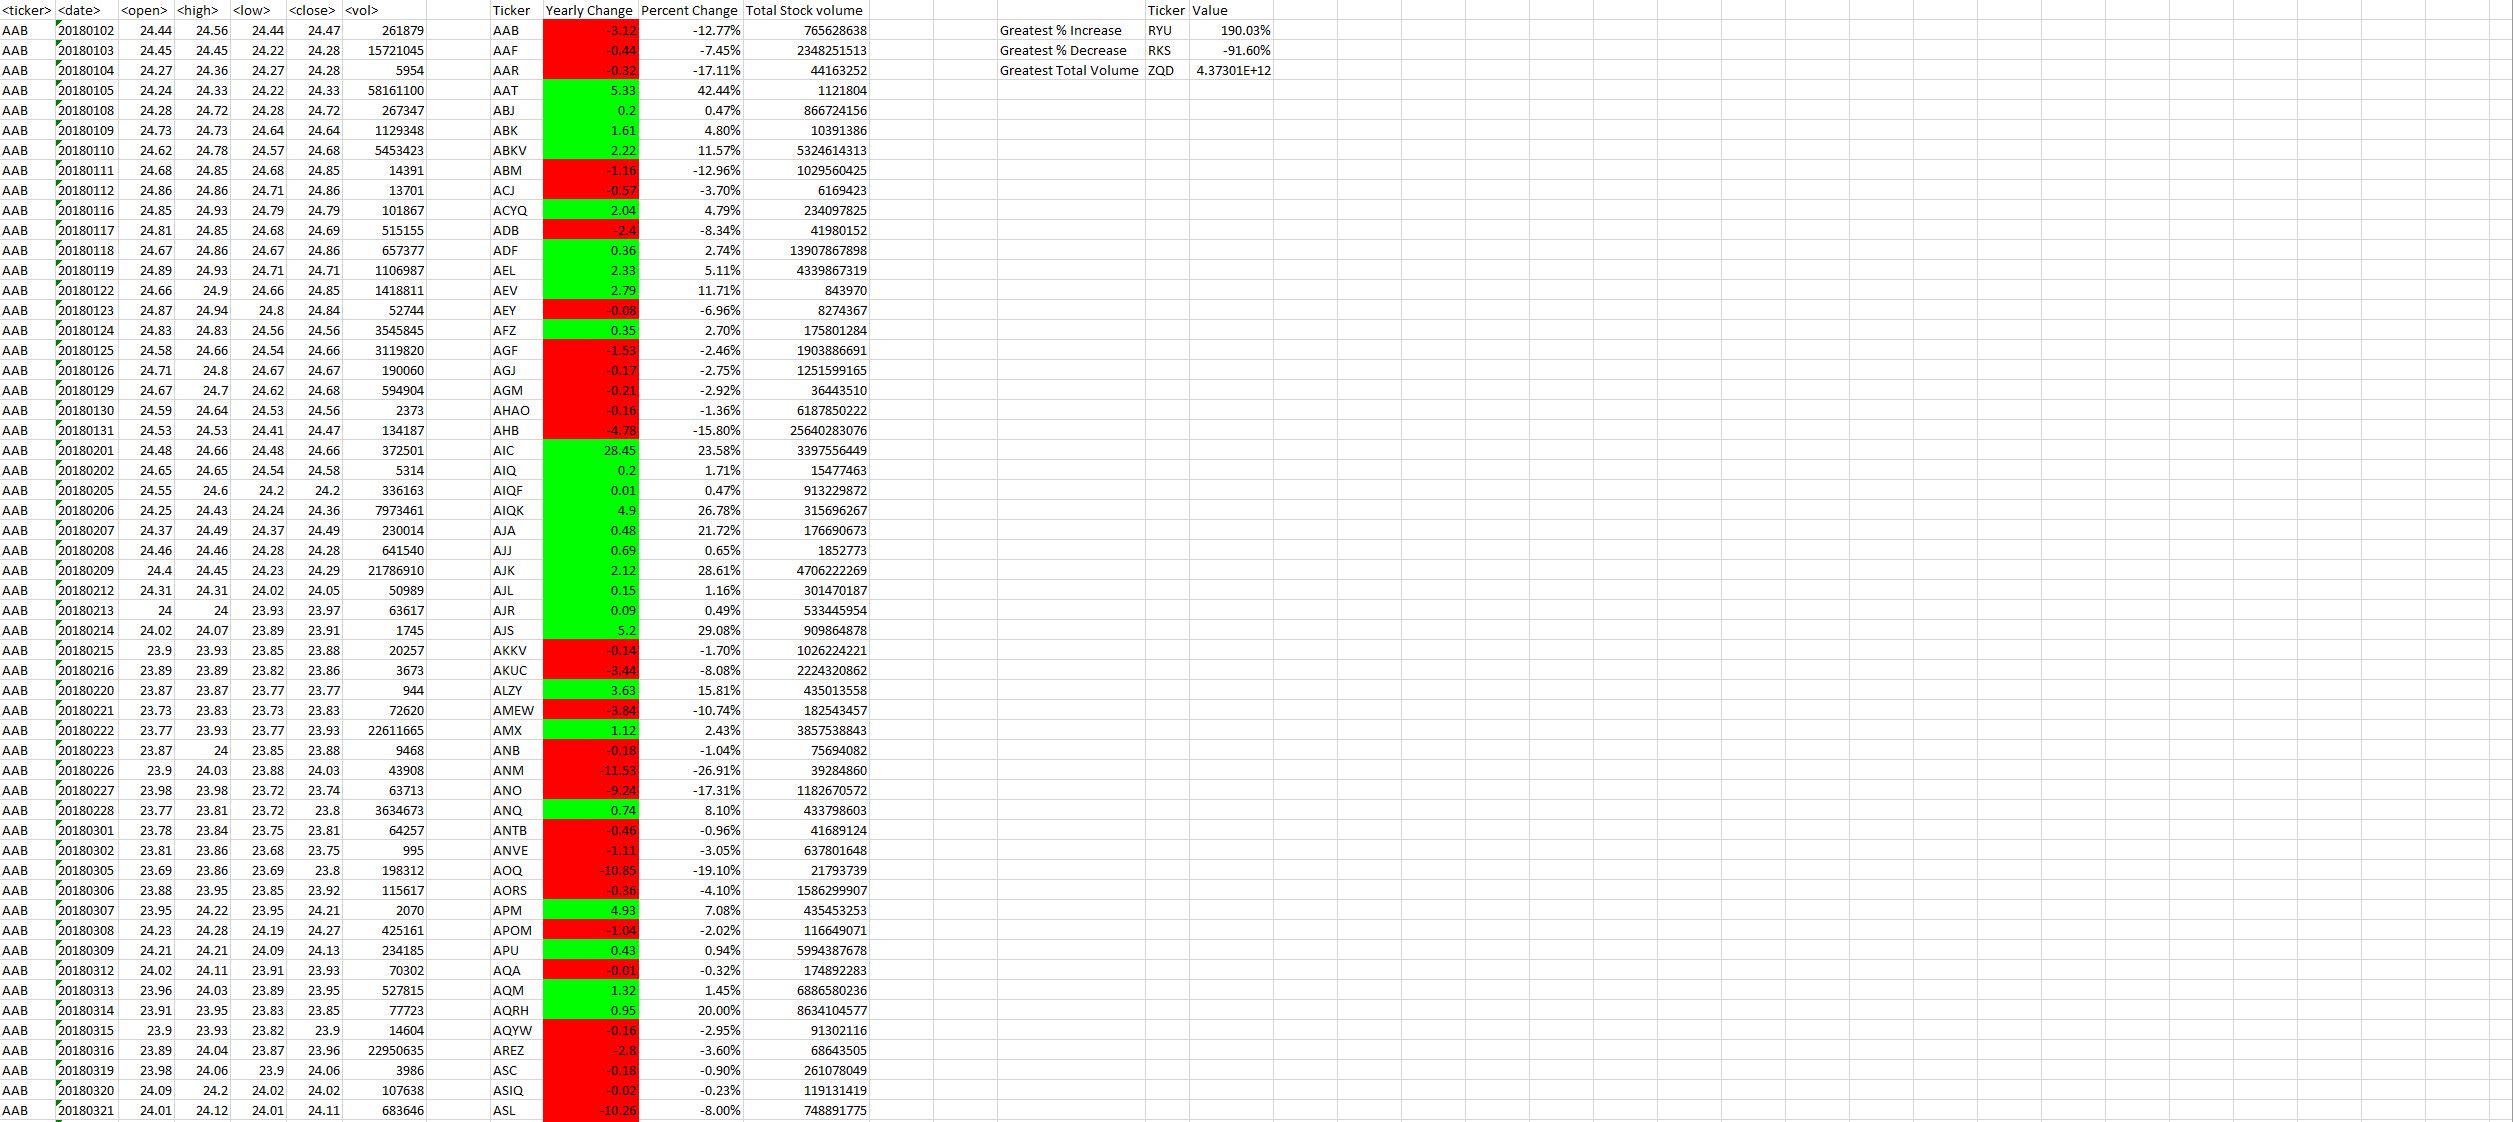 <ticker> <date> <open> <high> <low> <close> <vol> Ticker Yearly Change Percent Change Total Stock volume Ticker Value
AAB 20180102 24.44 24.56 24.44 24.47 261879 AAB -3.12 -12.77% 765628638 Greatest % Increase RYU 190.03%
AAB 20180103 24.45 24.45 24.22 24.28 15721045 AAF -0.44 -7.45% 2348251513 Greatest % Decrease RKS -91.60%
AAB 20180104 24.27 24.36 24.27 24.28 5954 AAR -0.32 -17.11% 44163252 Greatest Total Volume ZQD 4.37301E+12
AAB 20180105 24.24 24.33 24.22 24.33 58161100 AAT 5.33 42.44% 1121804
AAB 20180108 24.28 24.72 24.28 24.72 267347 ABJ 0.2 0.47% 866724156
AAB 20180109 24.73 24.73 24.64 24.64 1129348 ABK 1.61 4.80% 10391386
AAB 20180110 24.62 24.78 24.57 24.68 5453423 ABKV 2.22 11.57% 5324614313
AAB 20180111 24.68 24.85 24.68 24.85 14391 ABM -1.16 -12.96% 1029560425
AAB 20180112 24.86 24.86 24.71 24.86 13701 ACJ -0.57 -3.70% 6169423
AAB 20180116 24.85 24.93 24.79 24.79 101867 ACYQ 2.04 4.79% 234097825
AAB 20180117 24.81 24.85 24.68 24.69 515155 ADB -2.4 -8.34% 41980152
AAB 20180118 24.67 24.86 24.67 24.86 657377 ADF 0.36 2.74% 13907867898
AAB 20180119 24.89 24.93 24.71 24.71 1106987 AEL 2.33 5.11% 4339867319
AAB 20180122 24.66 24.9 24.66 24.85 1418811 AEV 2.79 11.71% 843970
AAB 20180123 24.87 24.94 24.8 24.84 52744 AEY -0.08 -6.96% 8274367
AAB 20180124 24.83 24.83 24.56 24.56 3545845 AFZ 0.35 2.70% 175801284
AAB 20180125 24.58 24.66 24.54 24.66 3119820 AGF -1.53 -2.46% 1903886691
AAB 20180126 24.71 24.8 24.67 24.67 190060 AGJ -0.17 -2.75% 1251599165
AAB 20180129 24.67 24.7 24.62 24.68 594904 AGM -0.21 -2.92% 36443510
AAB 20180130 24.59 24.64 24.53 24.56 2373 AHAO -0.16 -1.36% 6187850222
AAB 20180131 24.53 24.53 24.41 24.47 134187 AHB -4.78 -15.80% 25640283076
AAB 20180201 24.48 24.66 24.48 24.66 372501 AIC 28.45 23.58% 3397556449
AAB 20180202 24.65 24.65 24.54 24.58 5314 AIQ 0.2 1.71% 15477463
AAB 20180205 24.55 24.6 24.2 24.2 336163 AIQF 0.01 0.47% 913229872
AAB 20180206 24.25 24.43 24.24 24.36 7973461 AIQK 4.9 26.78% 315696267
AAB 20180207 24.37 24.49 24.37 24.49 230014 AJA 0.48 21.72% 176690673
AAB 20180208 24.46 24.46 24.28 24.28 641540 AJJ 0.69 0.65% 1852773
AAB 20180209 24.4 24.45 24.23 24.29 21786910 AJK 2.12 28.61% 4706222269
AAB 20180212 24.31 24.31 24.02 24.05 50989 AJL 0.15 1.16% 301470187
AAB 20180213 24 24 23.93 23.97 63617 AJR 0.09 0.49% 533445954
AAB 20180214 24.02 24.07 23.89 23.91 1745 AJS 5.2 29.08% 909864878
AAB 20180215 23.9 23.93 23.85 23.88 20257 AKKV -0.14 -1.70% 1026224221
AAB 20180216 23.89 23.89 23.82 23.86 3673 AKUC -3.44 -8.08% 2224320862
AAB 20180220 23.87 23.87 23.77 23.77 944 ALZY 3.63 15.81% 435013558
AAB 20180221 23.73 23.83 23.73 23.83 72620 AMEW -3.84 -10.74% 182543457
AAB 20180222 23.77 23.93 23.77 23.93 22611665 AMX 1.12 2.43% 3857538843
AAB 20180223 23.87 24 23.85 23.88 9468 ANB -0.18 -1.04% 75694082
AAB 20180226 23.9 24.03 23.88 24.03 43908 ANM -11.53 -26.91% 39284860
AAB 20180227 23.98 23.98 23.72 23.74 63713 ANO -9.24 -17.31% 1182670572
AAB 20180228 23.77 23.81 23.72 23.8 3634673 ANQ 0.74 8.10% 433798603
AAB 20180301 23.78 23.84 23.75 23.81 64257 ANTB -0.46 -0.96% 41689124
AAB 20180302 23.81 23.86 23.68 23.75 995 ANVE -1.11 -3.05% 637801648
AAB 20180305 23.69 23.86 23.69 23.8 198312 AOQ -10.85 -19.10% 21793739
AAB 20180306 23.88 23.95 23.85 23.92 115617 AORS -0.36 -4.10% 1586299907
AAB 20180307 23.95 24.22 23.95 24.21 2070 APM 4.93 7.08% 435453253
AAB 20180308 24.23 24.28 24.19 24.27 425161 APOM -1.04 -2.02% 116649071
AAB 20180309 24.21 24.21 24.09 24.13 234185 APU 0.43 0.94% 5994387678
AAB 20180312 24.02 24.11 23.91 23.93 70302 AQA -0.01 -0.32% 174892283
AAB 20180313 23.96 24.03 23.89 23.95 527815 AQM 1.32 1.45% 6886580236
AAB 20180314 23.91 23.95 23.83 23.85 77723 AQRH 0.95 20.00% 8634104577
AAB 20180315 23.9 23.93 23.82 23.9 14604 AQYW -0.16 -2.95% 91302116
AAB 20180316 23.89 24.04 23.87 23.96 22950635 AREZ -2.8 -3.60% 68643505
AAB 20180319 23.98 24.06 23.9 24.06 3986 ASC -0.18 -0.90% 261078049
AAB 20180320 24.09 24.2 24.02 24.02 107638 ASIQ -0.02 -0.23% 119131419
AAB 20180321 24.01 24.12 24.01 24.11 683646 ASL -10.26 -8.00% 748891775